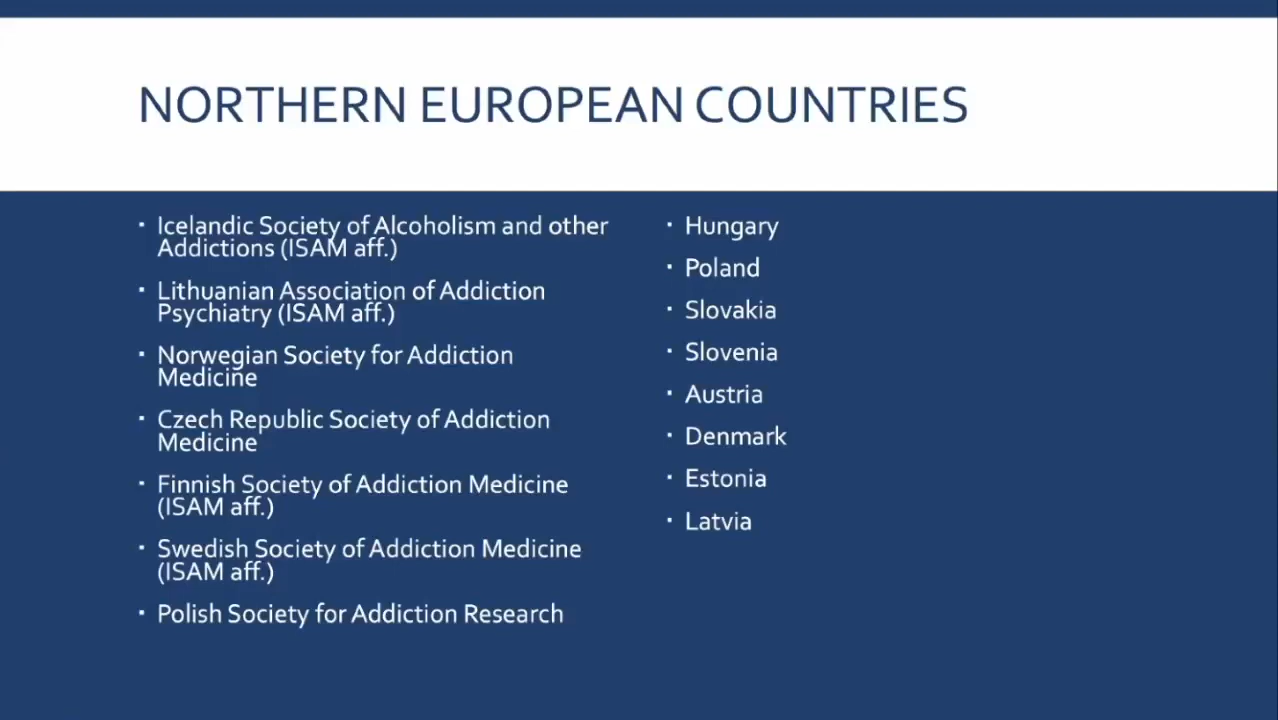 NORTHERN EUROPEAN COUNTRIES
Icelandic Society of Alcoholism and other
Addictions (ISAM aff.)
Lithuanian Association of Addiction
Psychiatry (ISAM aff.)
Norwegian Society for Addiction
Medicine
Czech Republic Society of Addiction
Medicine
Finnish Society of Addiction Medicine
(ISAM aff.)
Swedish Society of Addiction Medicine
(ISAM aff.)
Polish Society for Addiction Research
Hungary
Poland
Slovakia
Slovenia
Austria
Denmark
Estonia
Latvia